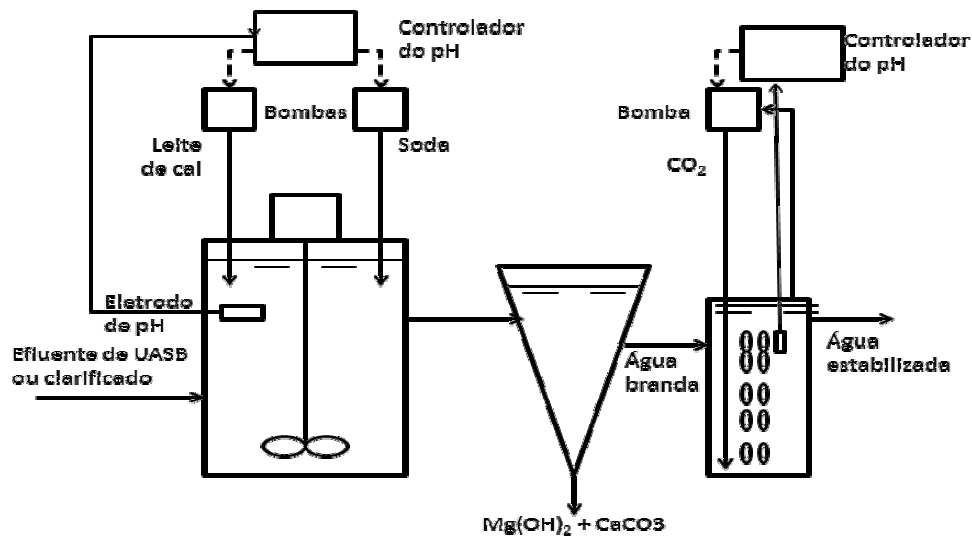 Controlador
do pH
Controlador
do pH
Bombas
Bomba
Leite
de cal
Soda
CO₂
Eletrodo
de pH
Efluente de UASB
ou clarificado
Água
branda
Água
estabilizada
Mg(OH)₂ + CaCO3